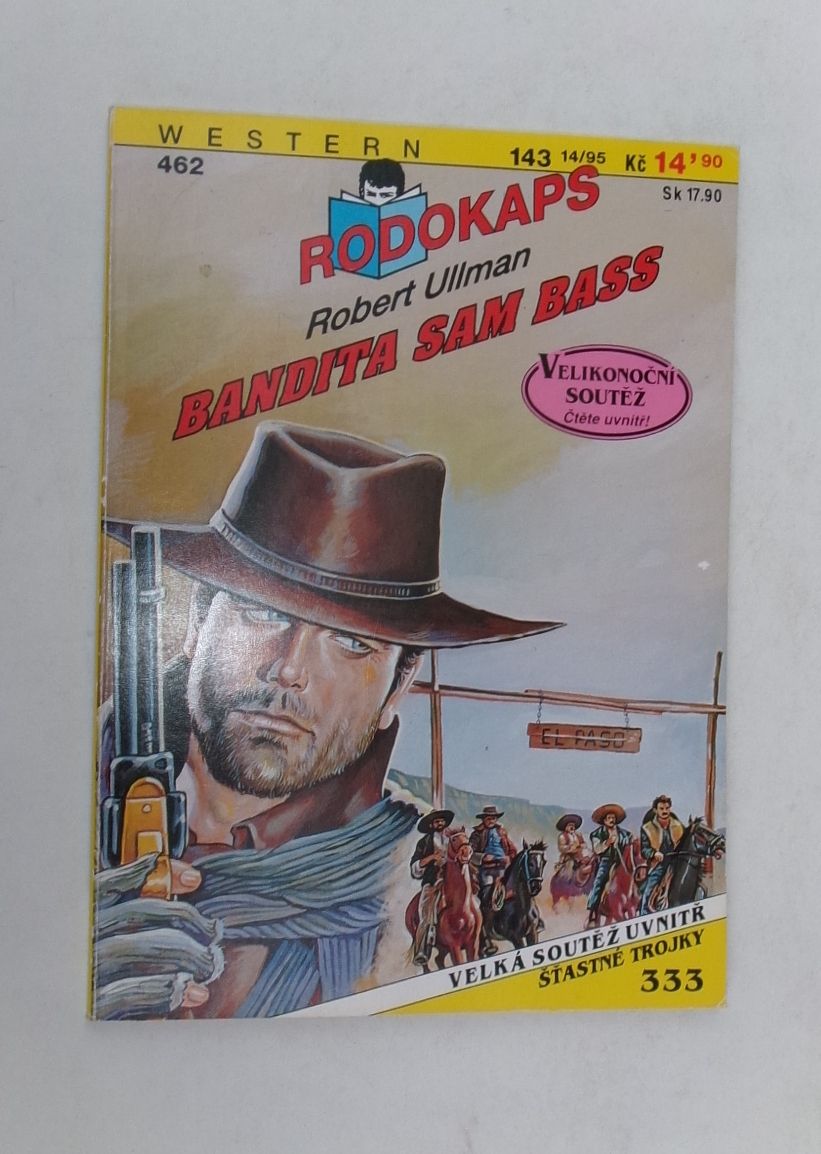 WESTERN
462
143 14/95 Kč 14'90
Sk 17.90
RODOKAPS
Robert Ullman
BANDITA SAM BASS
VELIKONOČNÍ
SOUTĚŽ
Čtěte uvnitř!
EL PASO
VELKÁ SOUTĚŽ UVNITŘ
ŠŤASTNÉ TROJKY
333